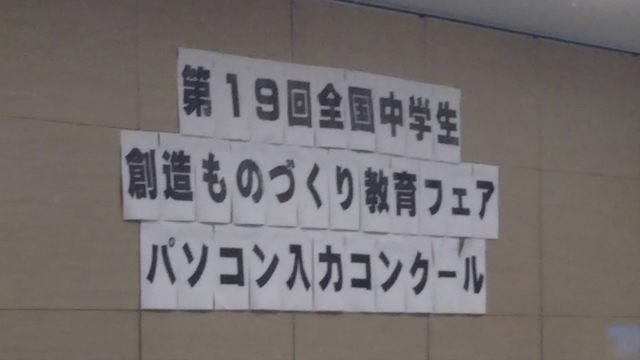 第19回全国中学生
創造ものづくり教育フェア
パソコン入力コンクール